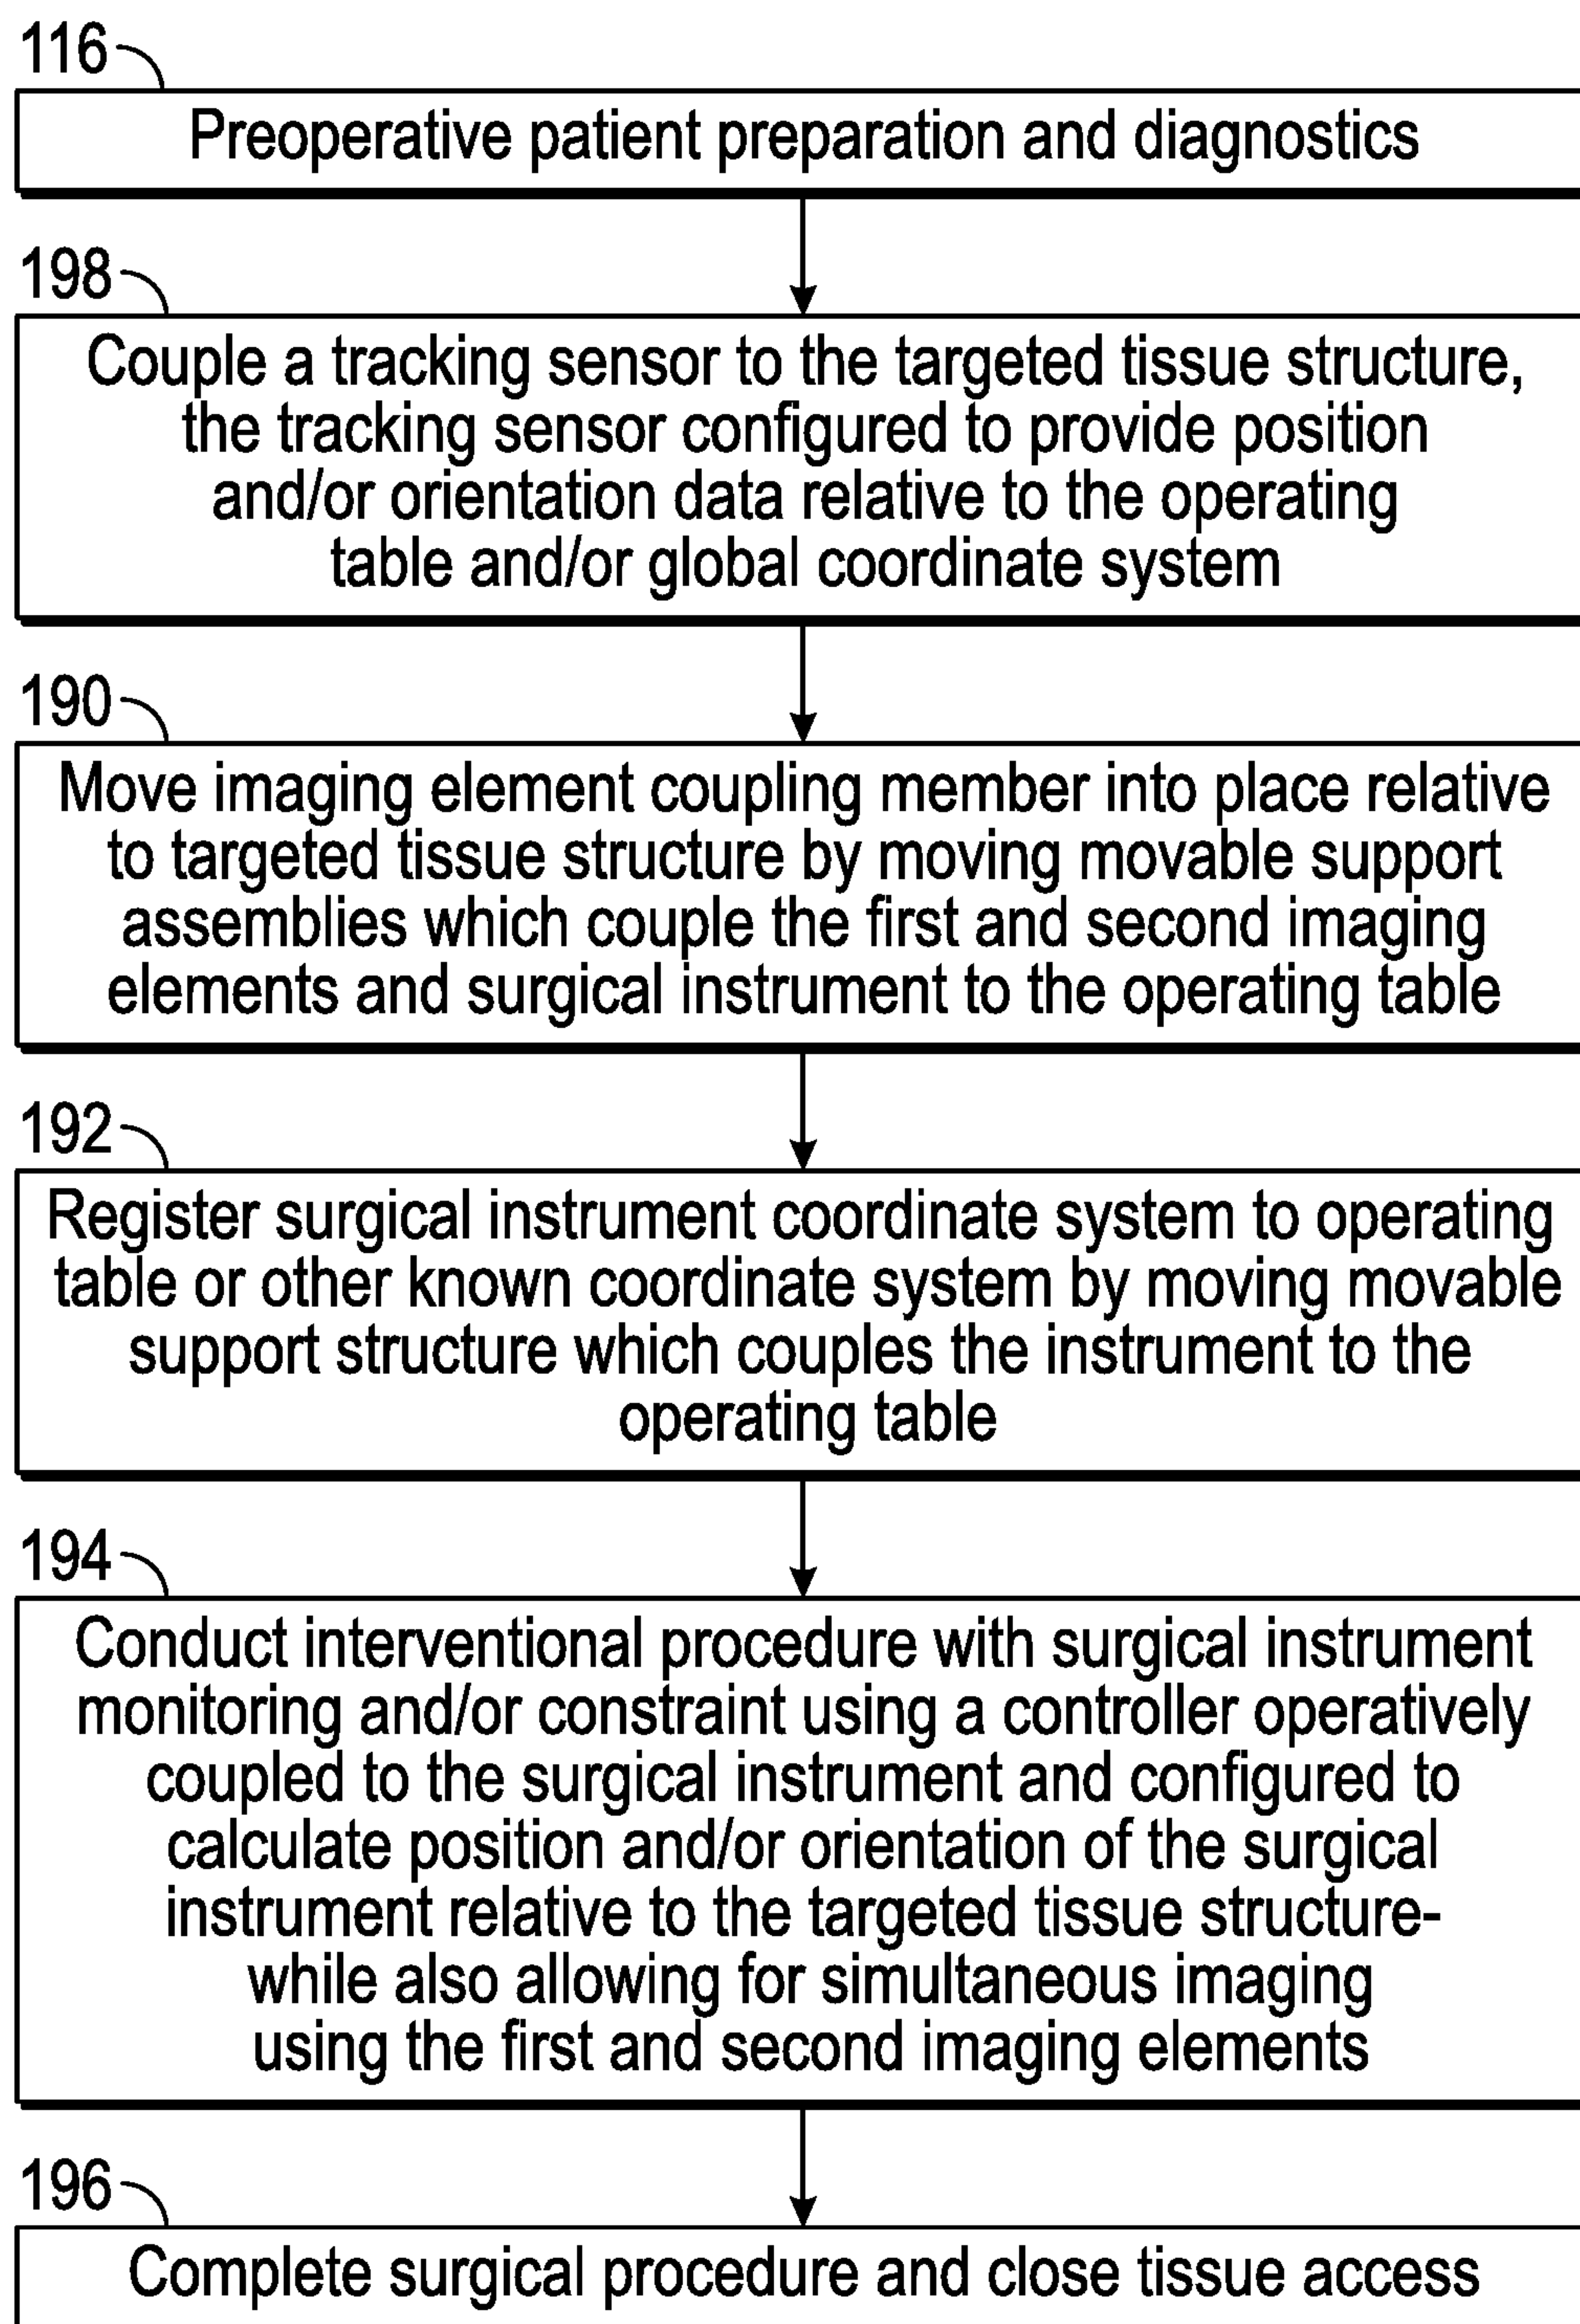 116
Preoperative patient preparation and diagnostics
198
Couple a tracking sensor to the targeted tissue structure,
the tracking sensor configured to provide position
and/or orientation data relative to the operating
table and/or global coordinate system
190
Move imaging element coupling member into place relative
to targeted tissue structure by moving movable support
assemblies which couple the first and second imaging
elements and surgical instrument to the operating table
192
Register surgical instrument coordinate system to operating
table or other known coordinate system by moving movable
support structure which couples the instrument to the
operating table
194
Conduct interventional procedure with surgical instrument
monitoring and/or constraint using a controller operatively
coupled to the surgical instrument and configured to
calculate position and/or orientation of the surgical
instrument relative to the targeted tissue structure-
while also allowing for simultaneous imaging
using the first and second imaging elements
196
Complete surgical procedure and close tissue access